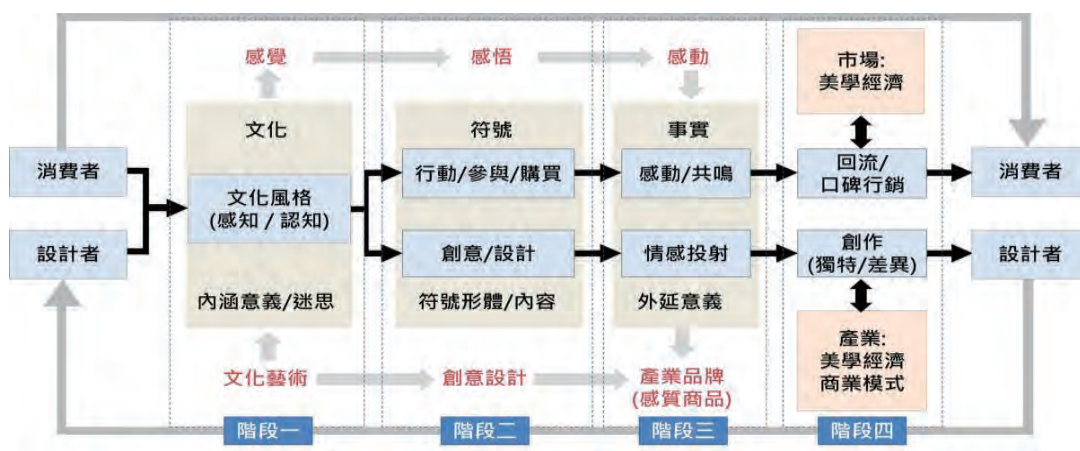 感覺
感悟
感動
市場:
美學經濟
文化
符號
事實
消費者
文化風格
(感知 / 認知)
行動/參與/購買
感動/共鳴
回流/
口碑行銷
消費者
設計者
創意/設計
情感投射
創作
(獨特/差異)
設計者
內涵意義/迷思
符號形體/內容
外延意義
產業:
美學經濟
商業模式
文化藝術
創意設計
產業品牌
(感質商品)
階段一
階段二
階段三
階段四